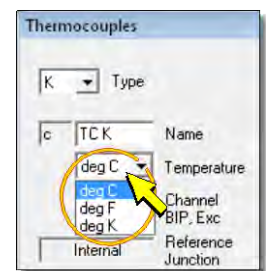 Thermocouples
K Type
c TC K Name
deg C Temperature
deg C
deg F Channel
deg K BIP, Exc
Internal Reference
Junction